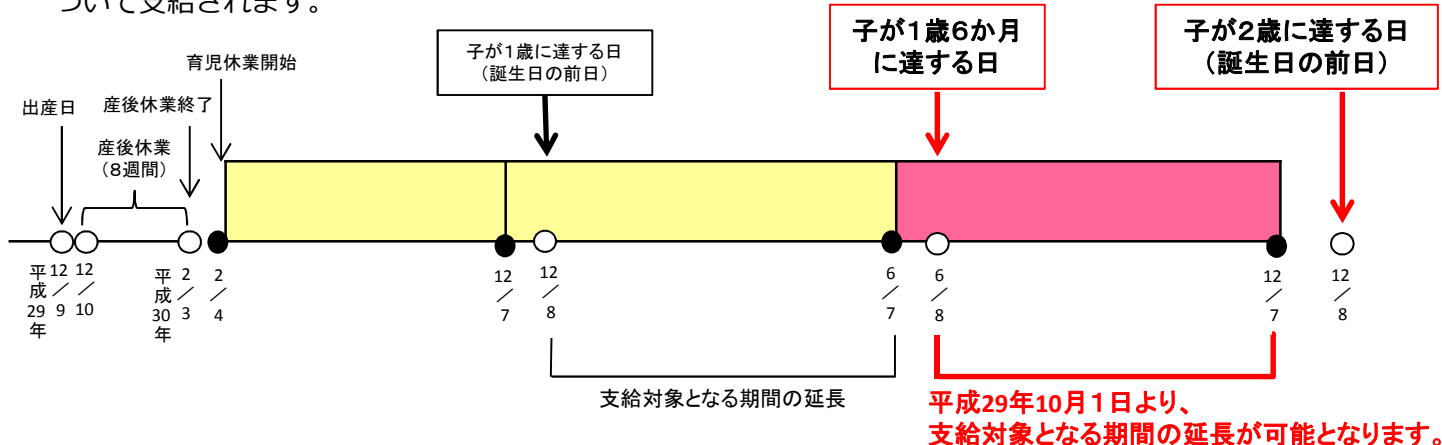 ついて支給されます。
子が1歳に達する日
(誕生日の前日)
子が1歳6か月
に達する日
子が2歳に達する日
(誕生日の前日)
育児休業開始
出産日
産後休業終了
産後休業
(8週間)
平成29年
12/9
12/10
平成30年
2/3
2/4
12/7
12/8
6/7
6/8
12/7
12/8
支給対象となる期間の延長
平成29年10月1日より、
支給対象となる期間の延長が可能となります。